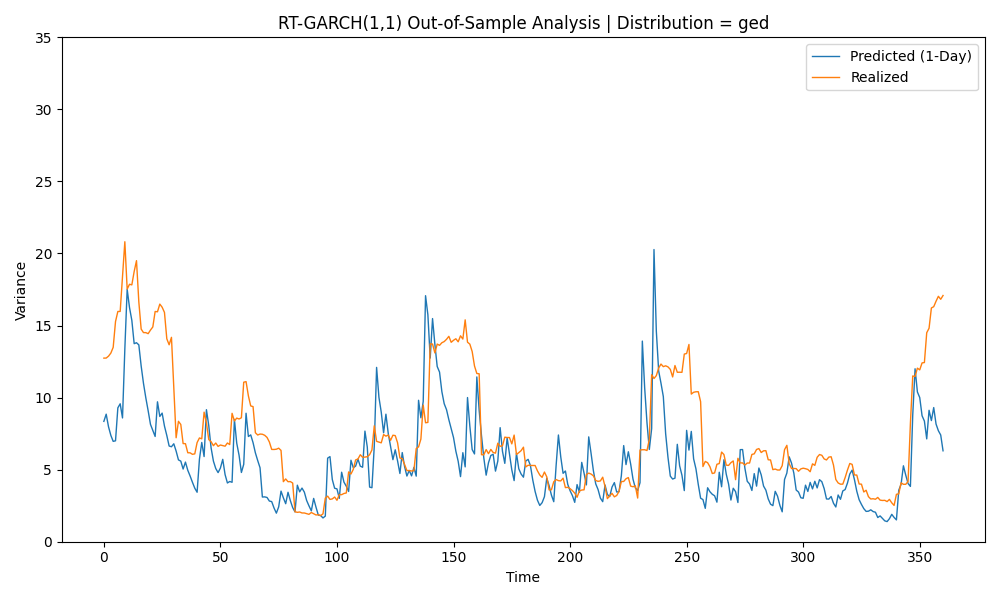 RT-GARCH(1,1) Out-of-Sample Analysis | Distribution = ged
Predicted (1-Day)
Realized
Variance
35
30
25
20
15
10
5
0
0 50 100 150 200 250 300 350
Time